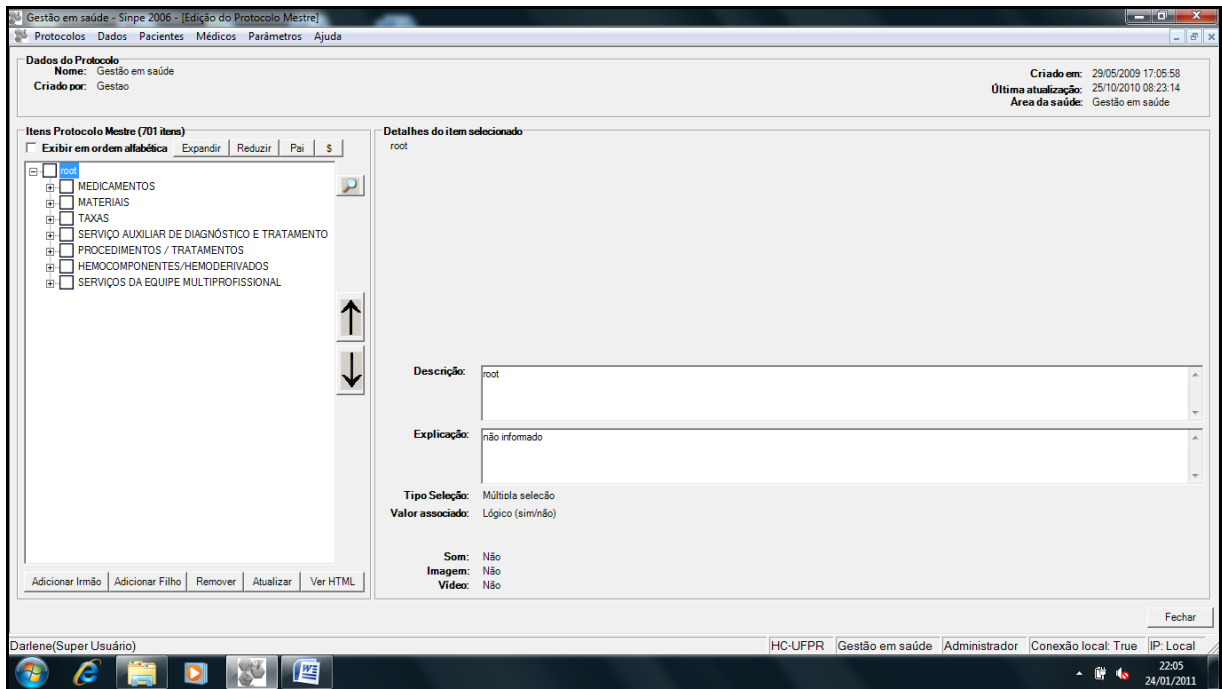 Gestão em saúde - Sinpe 2006 - [Edição do Protocolo Mestre]
Protocolos Dados Pacientes Médicos Parâmetros Ajuda
Dados do Protocolo
Nome: Gestão em saúde
Criado por: Gestao
Criado em: 29/05/2009 17:05:58
Última atualização: 25/10/2010 08:23:14
Área da saúde: Gestão em saúde
Itens Protocolo Mestre (701 itens)
Exibir em ordem alfabética Expandir Reduzir Pai $
root
MEDICAMENTOS
MATERIAIS
TAXAS
SERVIÇO AUXILIAR DE DIAGNÓSTICO E TRATAMENTO
PROCEDIMENTOS / TRATAMENTOS
HEMOCOMPONENTES/HEMODERIVADOS
SERVIÇOS DA EQUIPE MULTIPROFISSIONAL
Adicionar Irmão Adicionar Filho Remover Atualizar Ver HTML
Detalhes do item selecionado
root
Descrição: root
Explicação: não informado
Tipo Seleção: Múltipla seleção
Valor associado: Lógico (sim/não)
Som: Não
Imagem: Não
Vídeo: Não
Fechar
Darlene(Super Usuário) HC-UFPR Gestão em saúde Administrador Conexão local: True IP: Local
22:05
24/01/2011